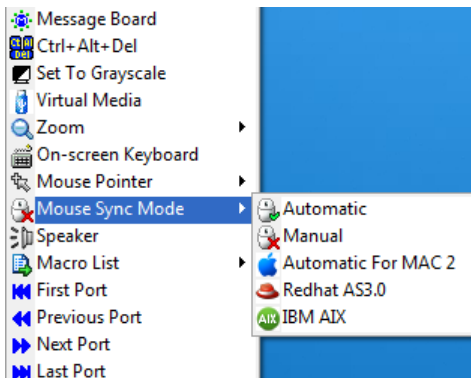 Message Board
Ctrl+Alt+Del
Set To Grayscale
Virtual Media
Zoom
On-screen Keyboard
Mouse Pointer
Mouse Sync Mode
Speaker
Macro List
First Port
Previous Port
Next Port
Last Port
Automatic
Manual
Automatic For MAC 2
Redhat AS3.0
AIX IBM AIX